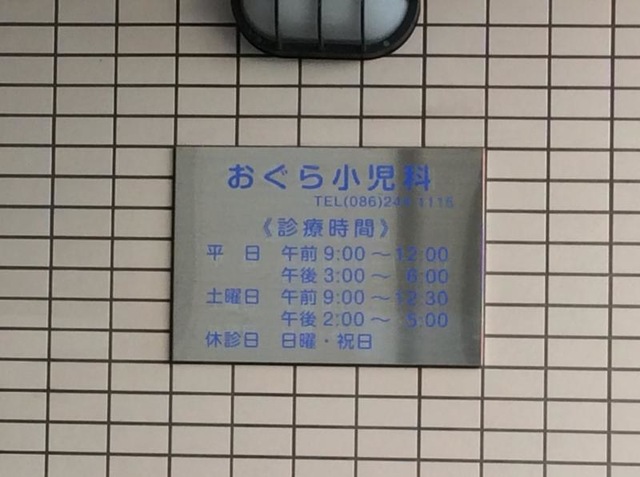 おぐら小児科
TEL(086)244-1115
《診療時間》
平 日 午前 9:00 〜 12:00
午後 3:00 〜 6:00
土曜日 午前 9:00 〜 12:30
午後 2:00 〜 5:00
休診日 日曜・祝日